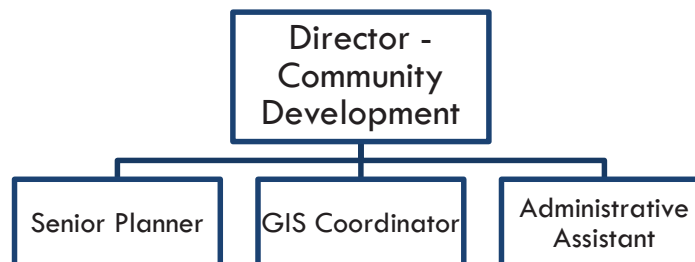 Director -
Community
Development
Senior Planner
GIS Coordinator
Administrative
Assistant